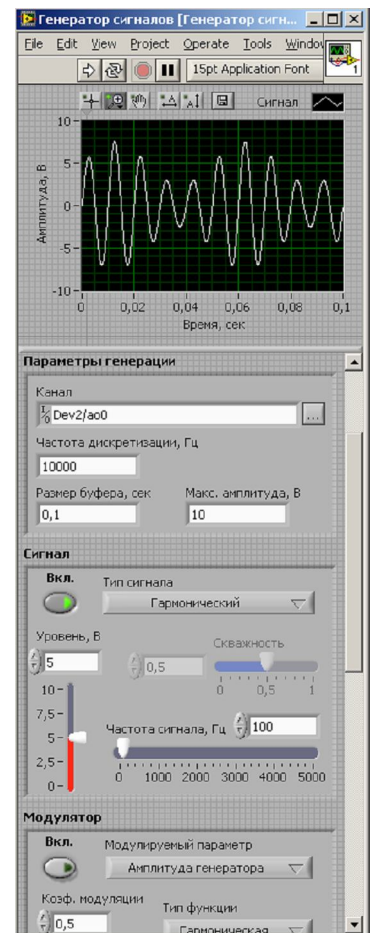 Генератор сигналов [Генератор сигн...
File Edit View Project Operate Tools Window
15pt Application Font
1
Сигнал
Амплитуда, В
10
5
0
-5
-10
0 0,02 0,04 0,06 0,08 0,1
Время, сек
Параметры генерации
Канал
I/O Dev2/ao0 ...
Частота дискретизации, Гц
10000
Размер буфера, сек Макс. амплитуда, В
0,1 10
Сигнал
Вкл. Тип сигнала
Гармонический
Уровень, В Скважность
5 0,5
0 0,5 1
10
7,5
5
2,5
0
Частота сигнала, Гц 100
0 1000 2000 3000 4000 5000
Модулятор
Вкл. Модулируемый параметр
Амплитуда генератора
Коэф. модуляции Тип функции
0,5 Гармоническая